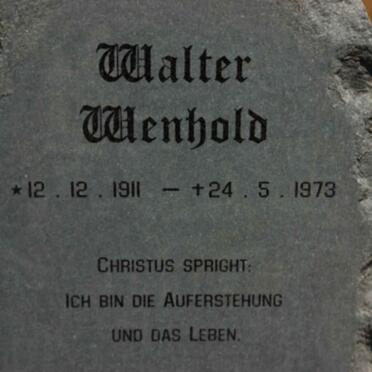 Walter
Wenhold
★12 . 12 . 1911 — +24 . 5 . 1973
CHRISTUS SPRIGHT:
ICH BIN DIE AUFERSTEHUNG
UND DAS LEBEN.